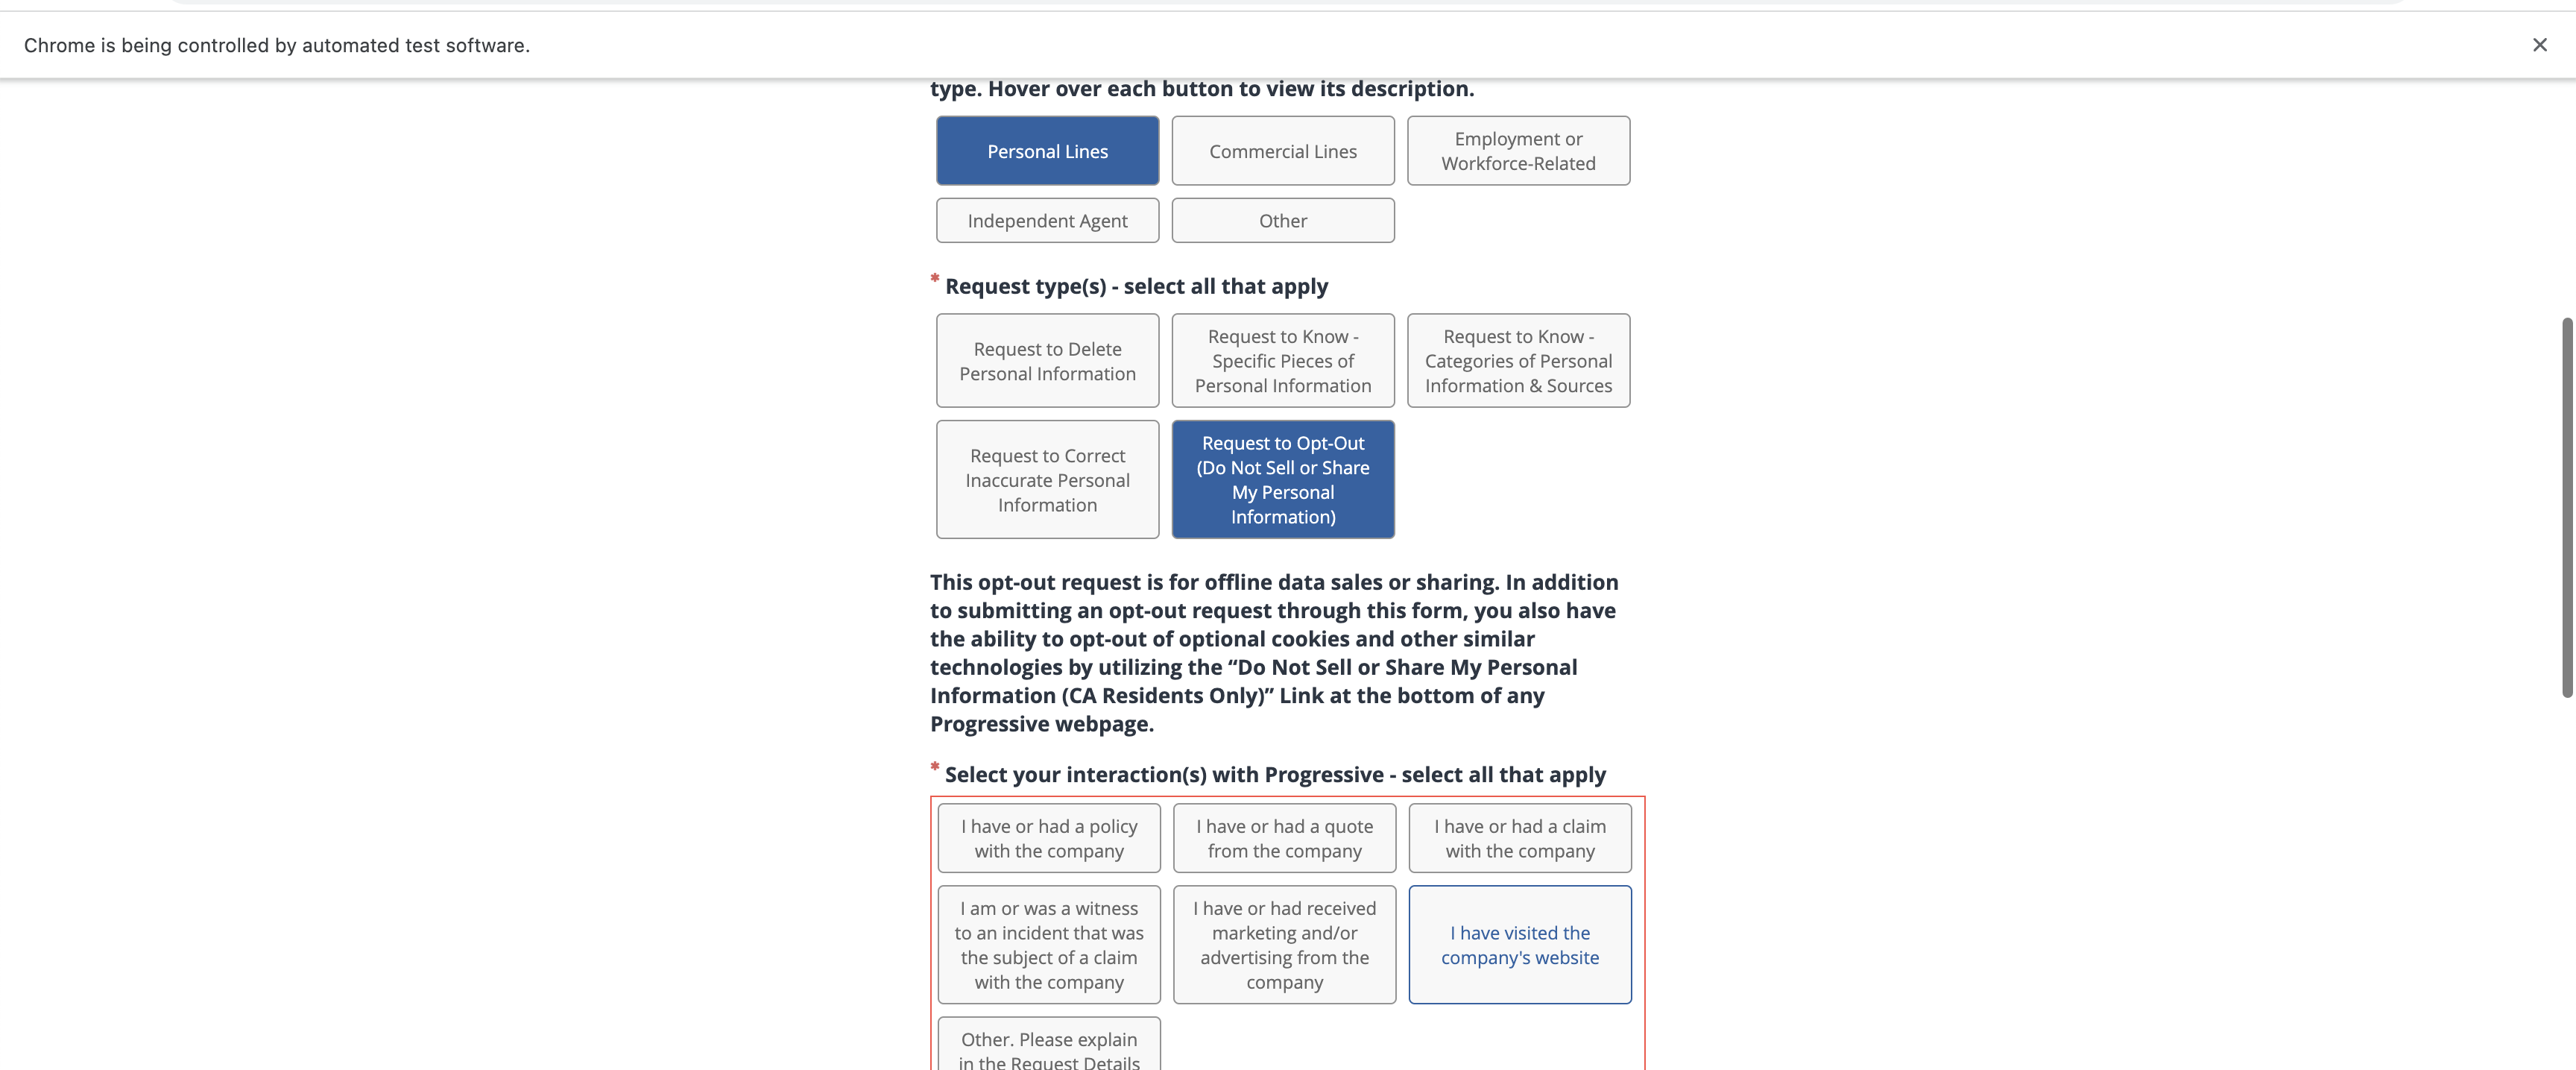 Chrome is being controlled by automated test software.
type. Hover over each button to view its description.
Personal Lines
Commercial Lines
Employment or
Workforce-Related
Independent Agent
Other
* Request type(s) - select all that apply
Request to Delete
Personal Information
Request to Know -
Specific Pieces of
Personal Information
Request to Know -
Categories of Personal
Information & Sources
Request to Correct
Inaccurate Personal
Information
Request to Opt-Out
(Do Not Sell or Share
My Personal
Information)
This opt-out request is for offline data sales or sharing. In addition
to submitting an opt-out request through this form, you also have
the ability to opt-out of optional cookies and other similar
technologies by utilizing the “Do Not Sell or Share My Personal
Information (CA Residents Only)” Link at the bottom of any
Progressive webpage.
* Select your interaction(s) with Progressive - select all that apply
I have or had a policy
with the company
I have or had a quote
from the company
I have or had a claim
with the company
I am or was a witness
to an incident that was
the subject of a claim
with the company
I have or had received
marketing and/or
advertising from the
company
I have visited the
company's website
Other. Please explain
in the Request Details